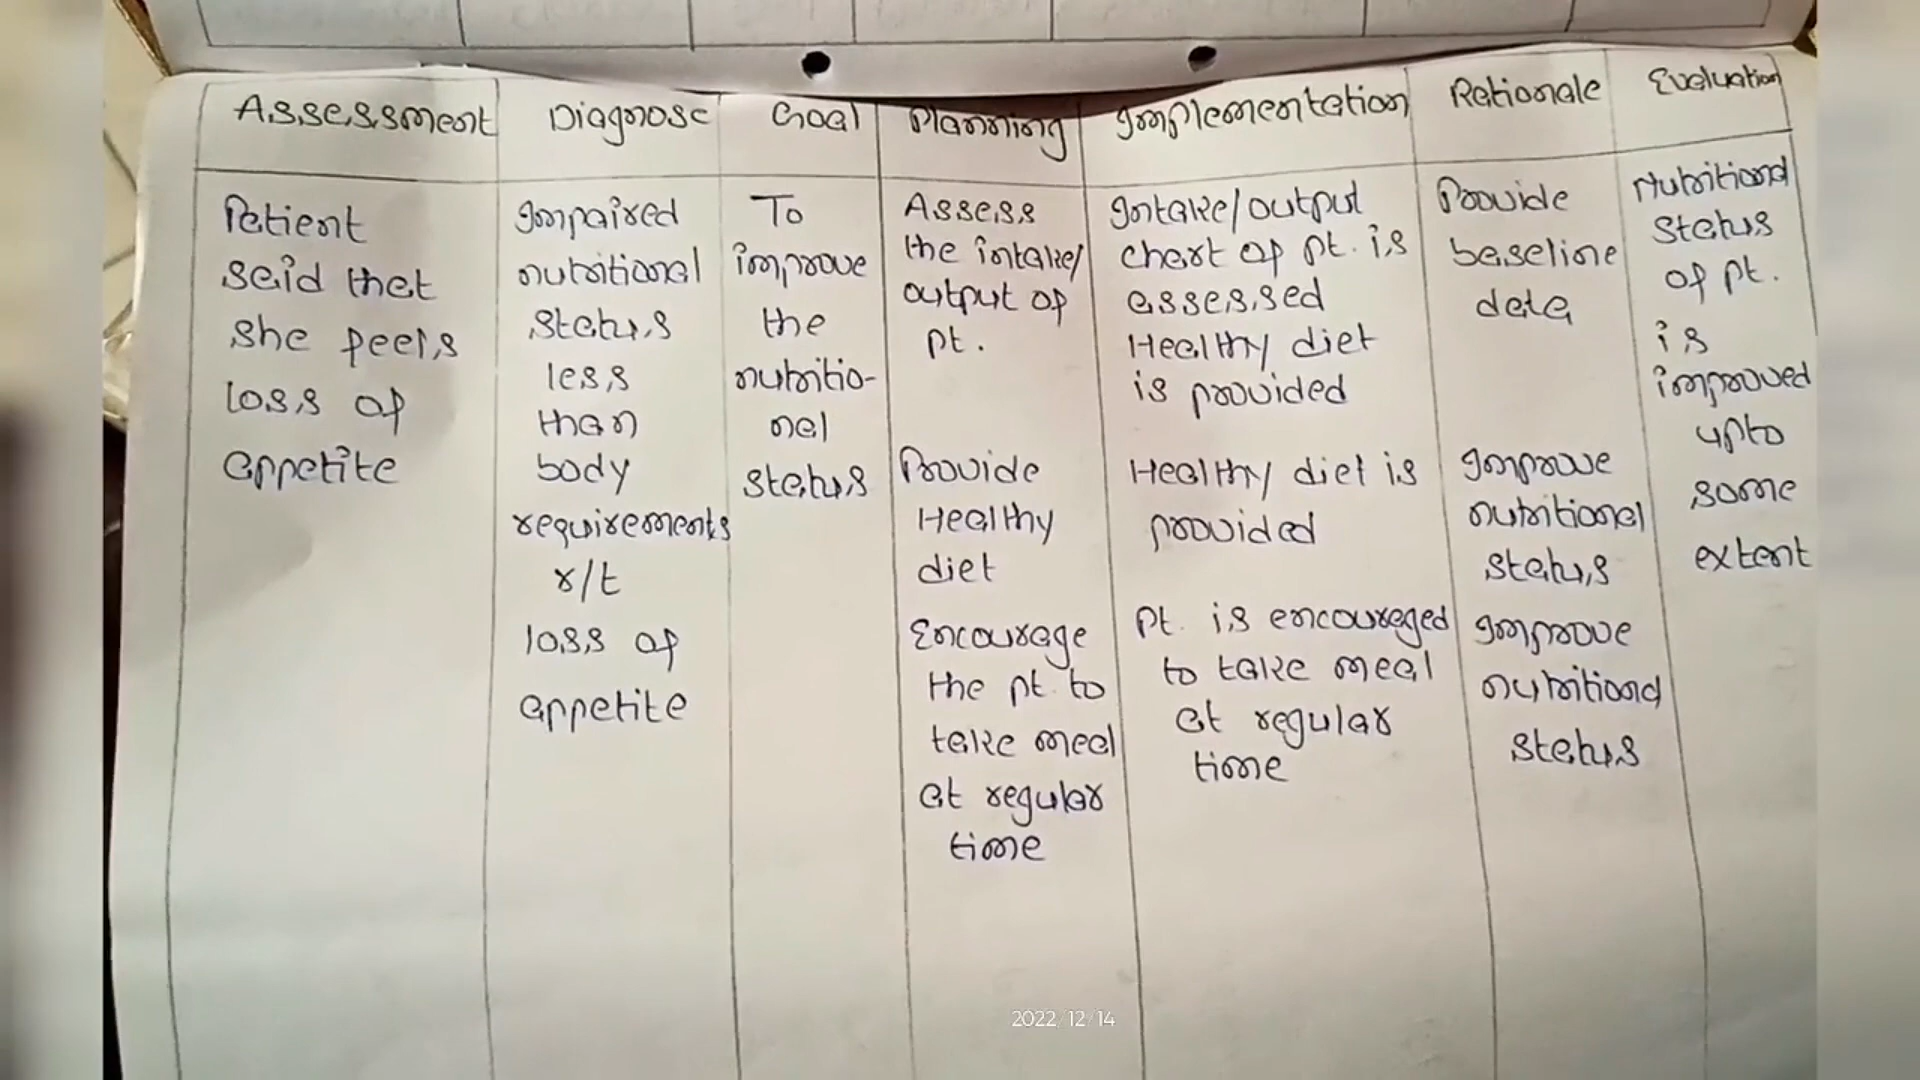 Assessment
Diagnose
Goal
Planning
Implementation
Rationale
Evaluation
Patient
said that
she feels
loss of
appetite
Impaired
nutritional
status
less
than
body
requirements
r/t
loss of
appetite
To
improve
the
nutritio-
nal
status
Assess
the intake/
output of
pt.
Provide
Healthy
diet
Encourage
the pt. to
take meal
at regular
time
Intake/output
chart of pt. is
assessed
Healthy diet
is provided
Healthy diet is
provided
Pt. is encouraged
to take meal
at regular
time
Provide
baseline
data
Improve
nutritional
status
Improve
nutritional
status
Nutritional
status
of pt.
is
improved
upto
some
extent
2022/12/14